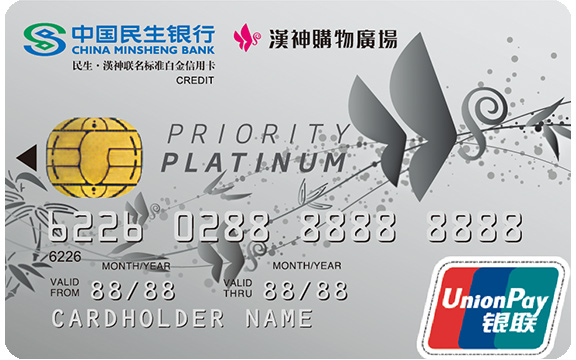 中国民生银行 漢神購物廣場
CHINA MINSHENG BANK
民生·漢神联名标准白金信用卡
CREDIT
PRIORITY
PLATINUM
6226 0288 8888 8888
6226
MONTH/YEAR MONTH/YEAR
VALID FROM 88/88 VALID THRU 88/88
CARDHOLDER NAME
UnionPay
银联